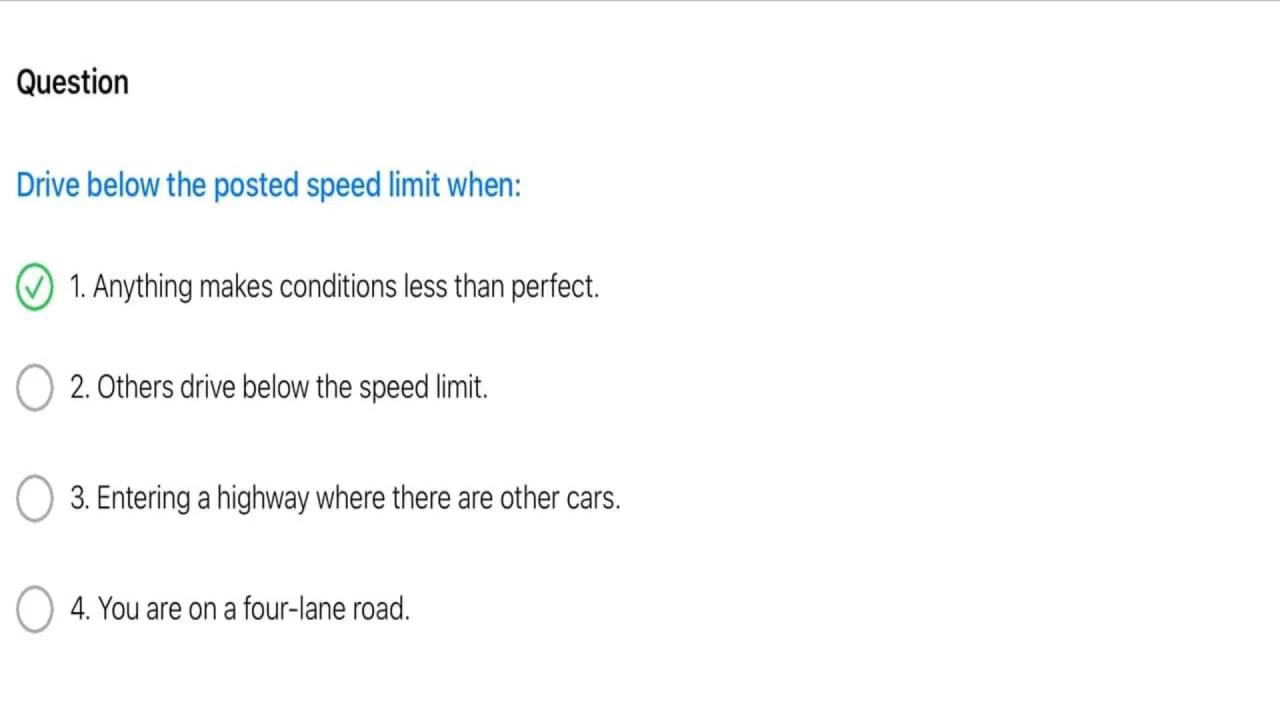 Question
Drive below the posted speed limit when:
1. Anything makes conditions less than perfect.
2. Others drive below the speed limit.
3. Entering a highway where there are other cars.
4. You are on a four-lane road.